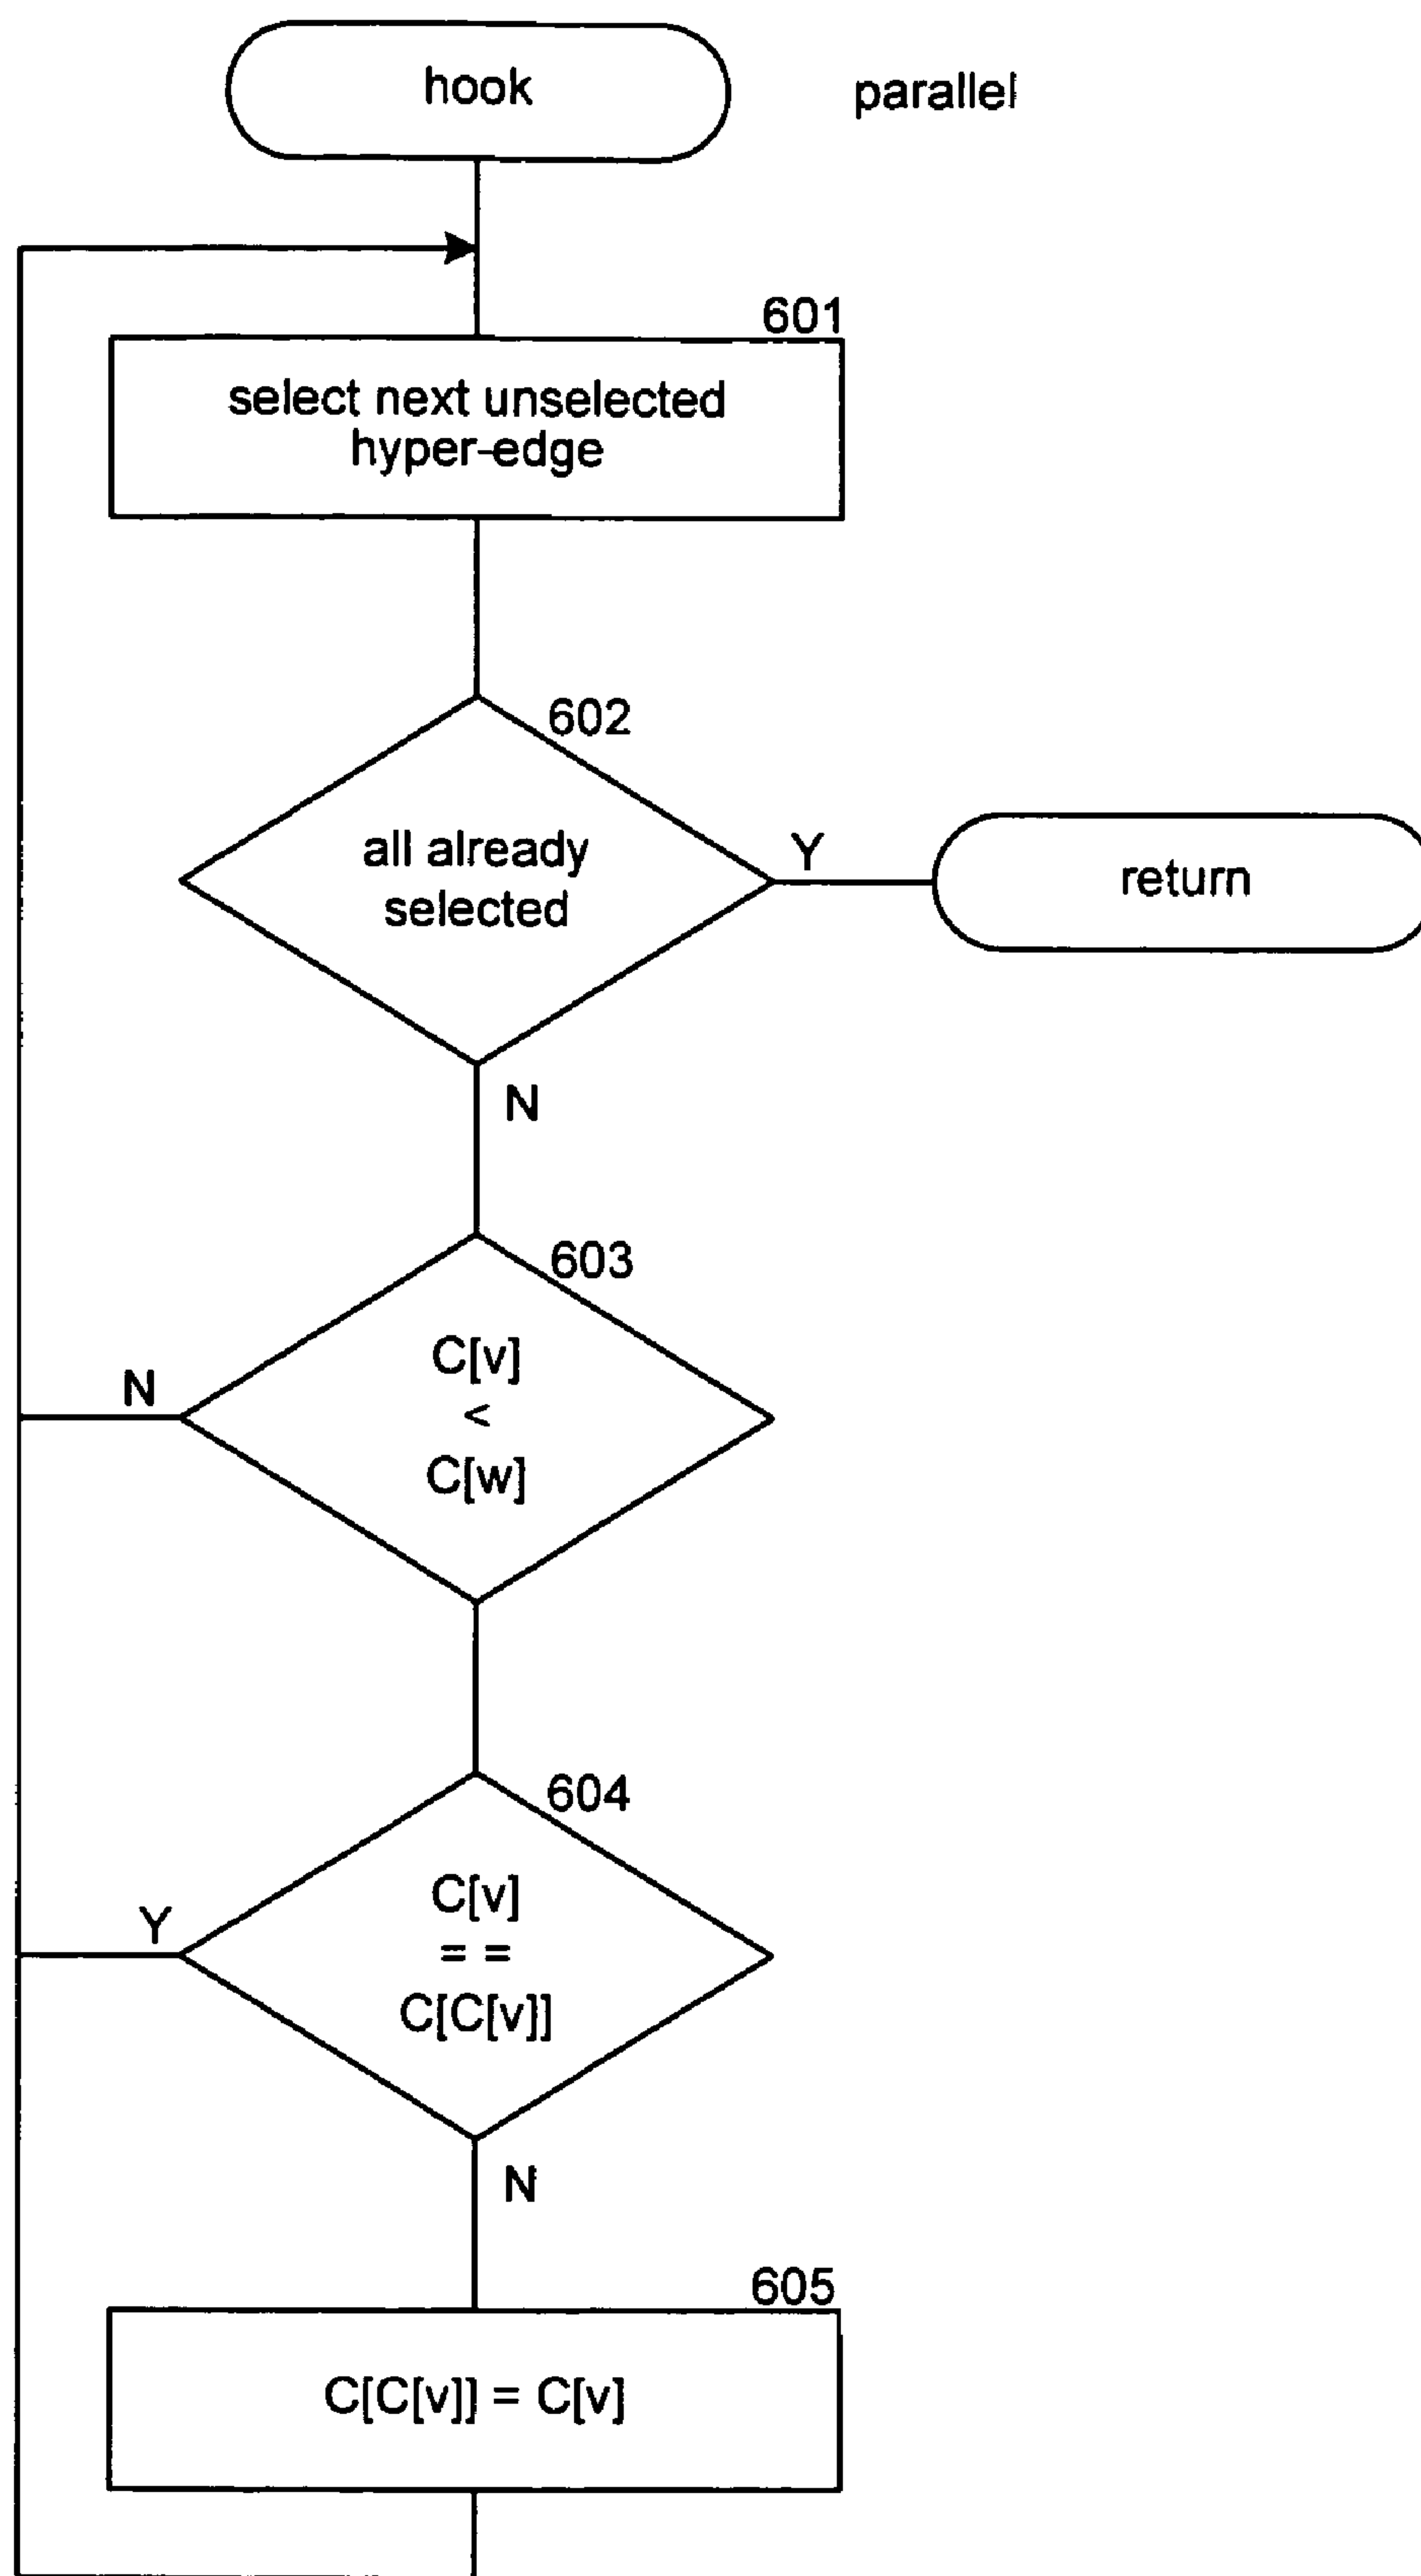 hook
parallel
601
select next unselected
hyper-edge
602
all already
selected
Y
return
N
603
C[v]
<
C[w]
N
604
C[v]
= =
C[C[v]]
Y
N
605
C[C[v]] = C[v]